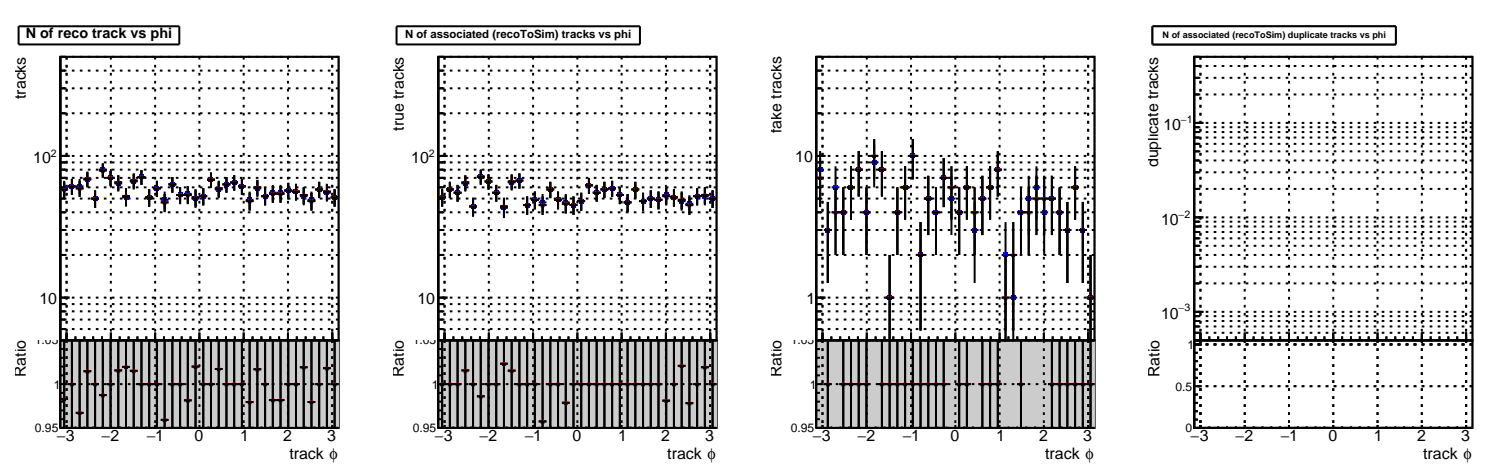 N of reco track vs phi
tracks
10²
10
Ratio
1
0.95
−3 −2 −1 0 1 2 3
track ϕ
N of associated (recoToSim) tracks vs phi
true tracks
10²
10
Ratio
1
0.95
−3 −2 −1 0 1 2 3
track ϕ
fake tracks
10
1
Ratio
1
0.95
−3 −2 −1 0 1 2 3
track ϕ
N of associated (recoToSim) duplicate tracks vs phi
duplicate tracks
10⁻¹
10⁻²
10⁻³
Ratio
1
0.5
0
−3 −2 −1 0 1 2 3
track ϕ